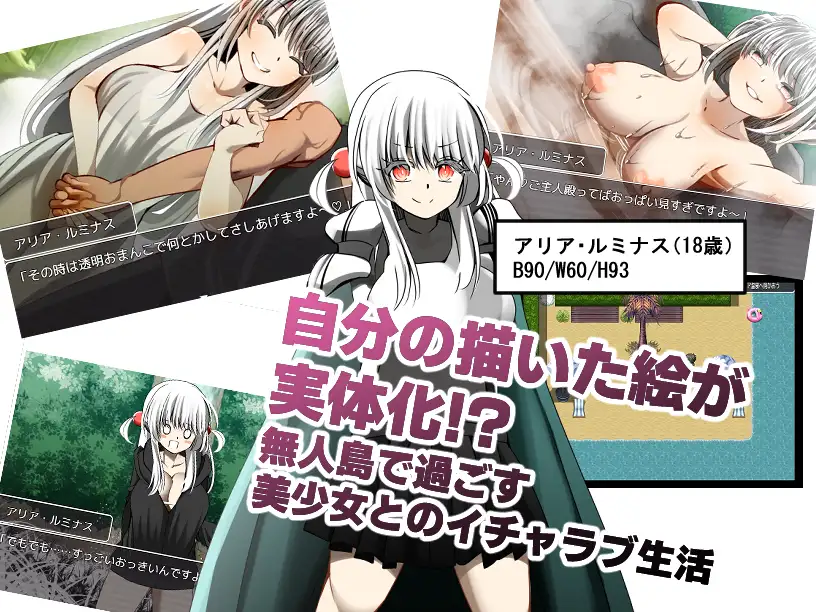 アリア・ルミナス
「その時は透明おまんこで何とかしてさしあげますよ～♡
アリア・ルミナス
やんㅤご主人殿ってばおっぱい見すぎですよ～」
アリア・ルミナス(18歳)
B90/W60/H93
自分の描いた絵が
実体化!?
無人島で過ごす
美少女とのイチャラブ生活
アリア・ルミナス
「でもでも……すっごいおっきいんですよ